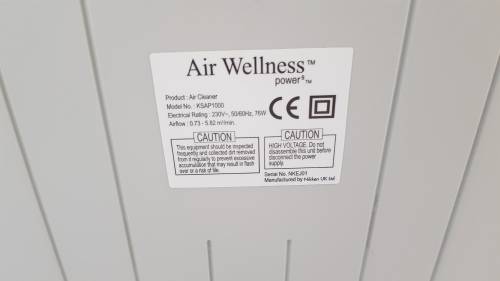 Air Wellness™
power5™
Product : Air Cleaner
Model No. : KSAP1000
Electrical Rating : 230V~, 50/60Hz, 76W
Airflow : 0.73 - 5.82 m³/min.
CE
CAUTION
This equipment should be inspected
frequently and collected dirt removed
from it regularly to prevent excessive
accumulation that may result in flash
over or a risk of fire.
CAUTION
HIGH VOLTAGE. Do not
disassemble this unit before
disconnect the power
supply.
Serial No. NKEJ01
Manufactured by Nikken UK Ltd